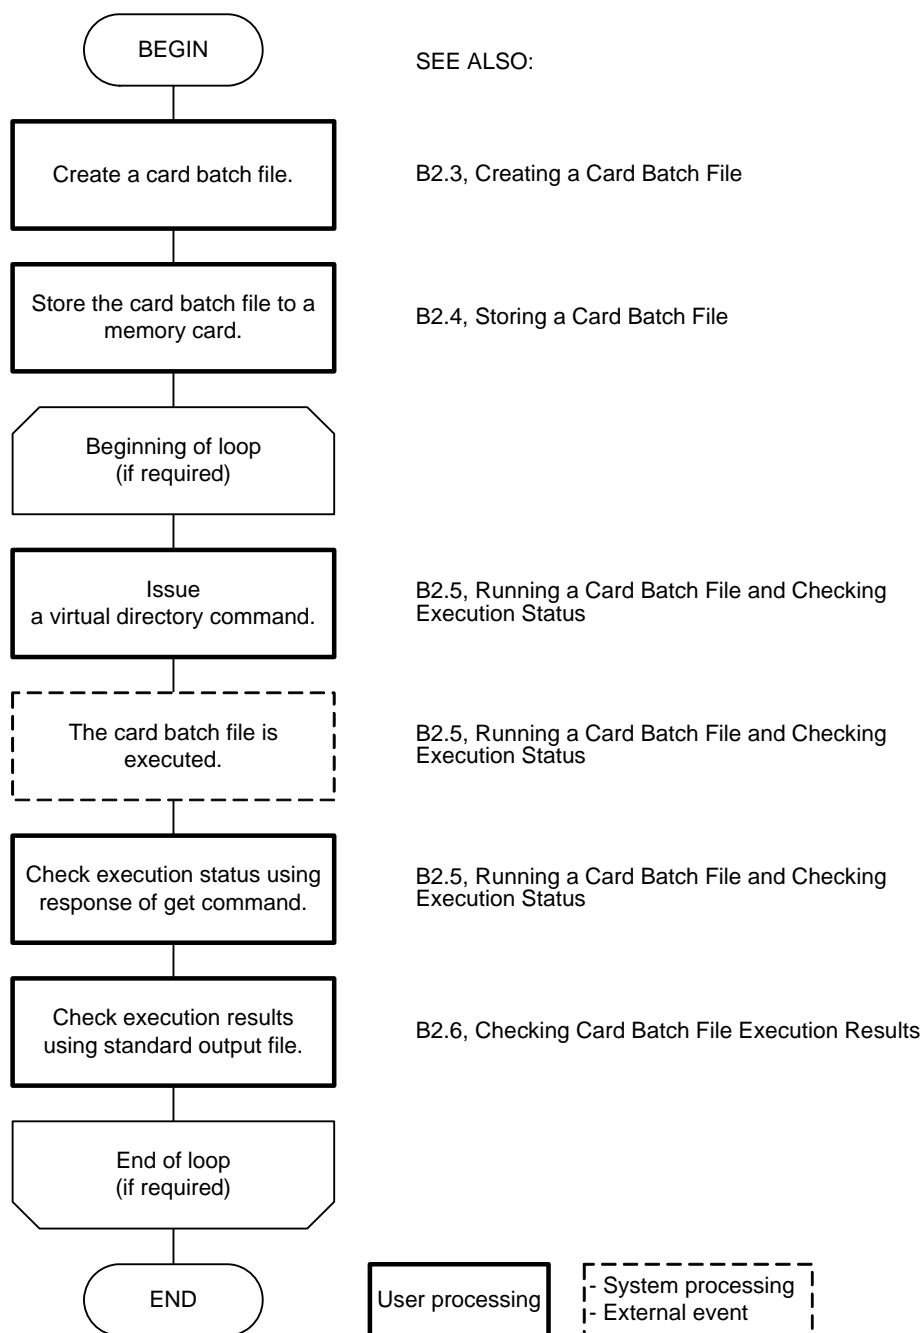 BEGIN
SEE ALSO:
Create a card batch file.
B2.3, Creating a Card Batch File
Store the card batch file to a
memory card.
B2.4, Storing a Card Batch File
Beginning of loop
(if required)
Issue
a virtual directory command.
B2.5, Running a Card Batch File and Checking
Execution Status
The card batch file is
executed.
B2.5, Running a Card Batch File and Checking
Execution Status
Check execution status using
response of get command.
B2.5, Running a Card Batch File and Checking
Execution Status
Check execution results
using standard output file.
B2.6, Checking Card Batch File Execution Results
End of loop
(if required)
END
User processing
- System processing
- External event